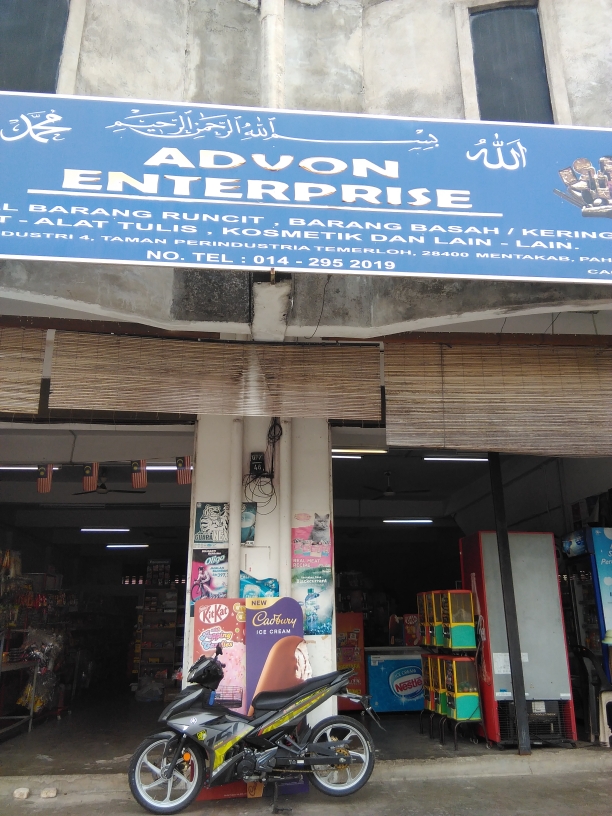 محمد
بسم الله الرحمن الرحيم
الله
ADVON
ENTERPRISE
BARANG RUNCIT , BARANG BASAH / KERING
ALAT TULIS , KOSMETIK DAN LAIN - LAIN.
4, TAMAN PERINDUSTRIA TEMERLOH, 28400 MENTAKAB, PAH
NO. TEL : 014 - 295 2019
Oligo
KitKat
NEW
Cadbury
ICE CREAM
Nestlé